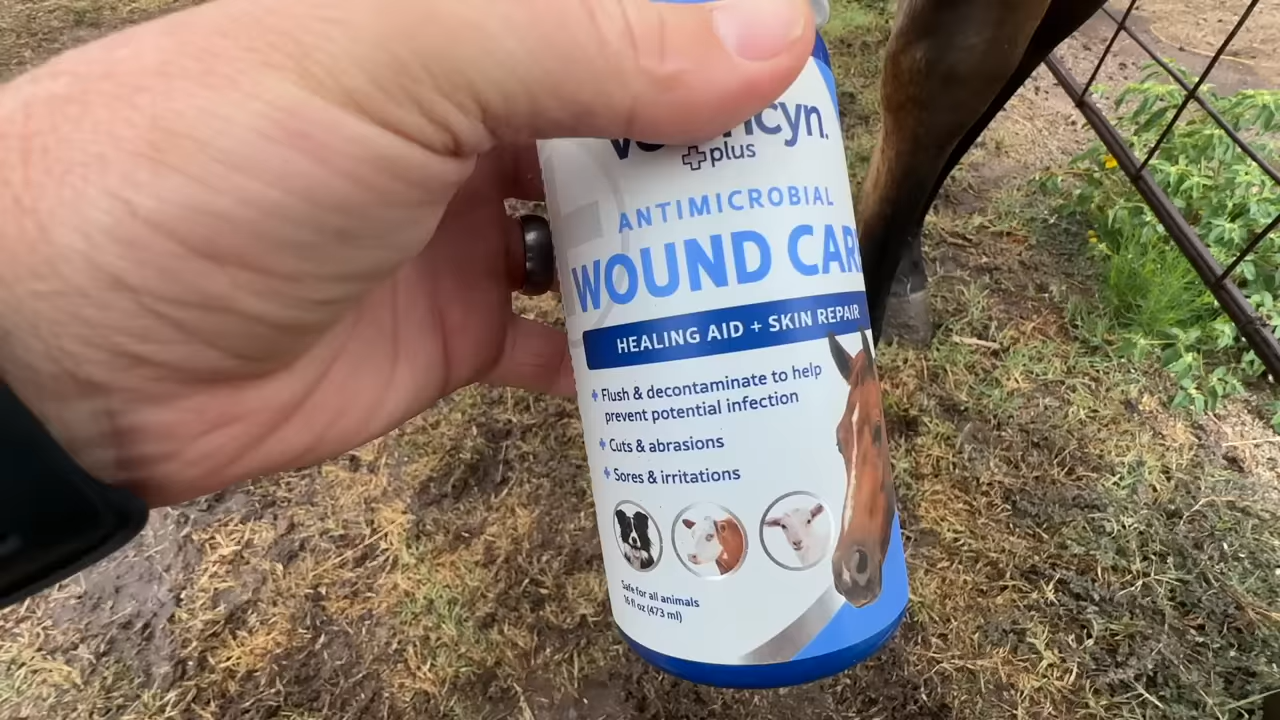 plus
ANTIMICROBIAL
WOUND CAR
HEALING AID + SKIN REPAIR
Flush & decontaminate to help
prevent potential infection
Cuts & abrasions
Sores & irritations
Safe for all animals
16 fl oz (473 ml)